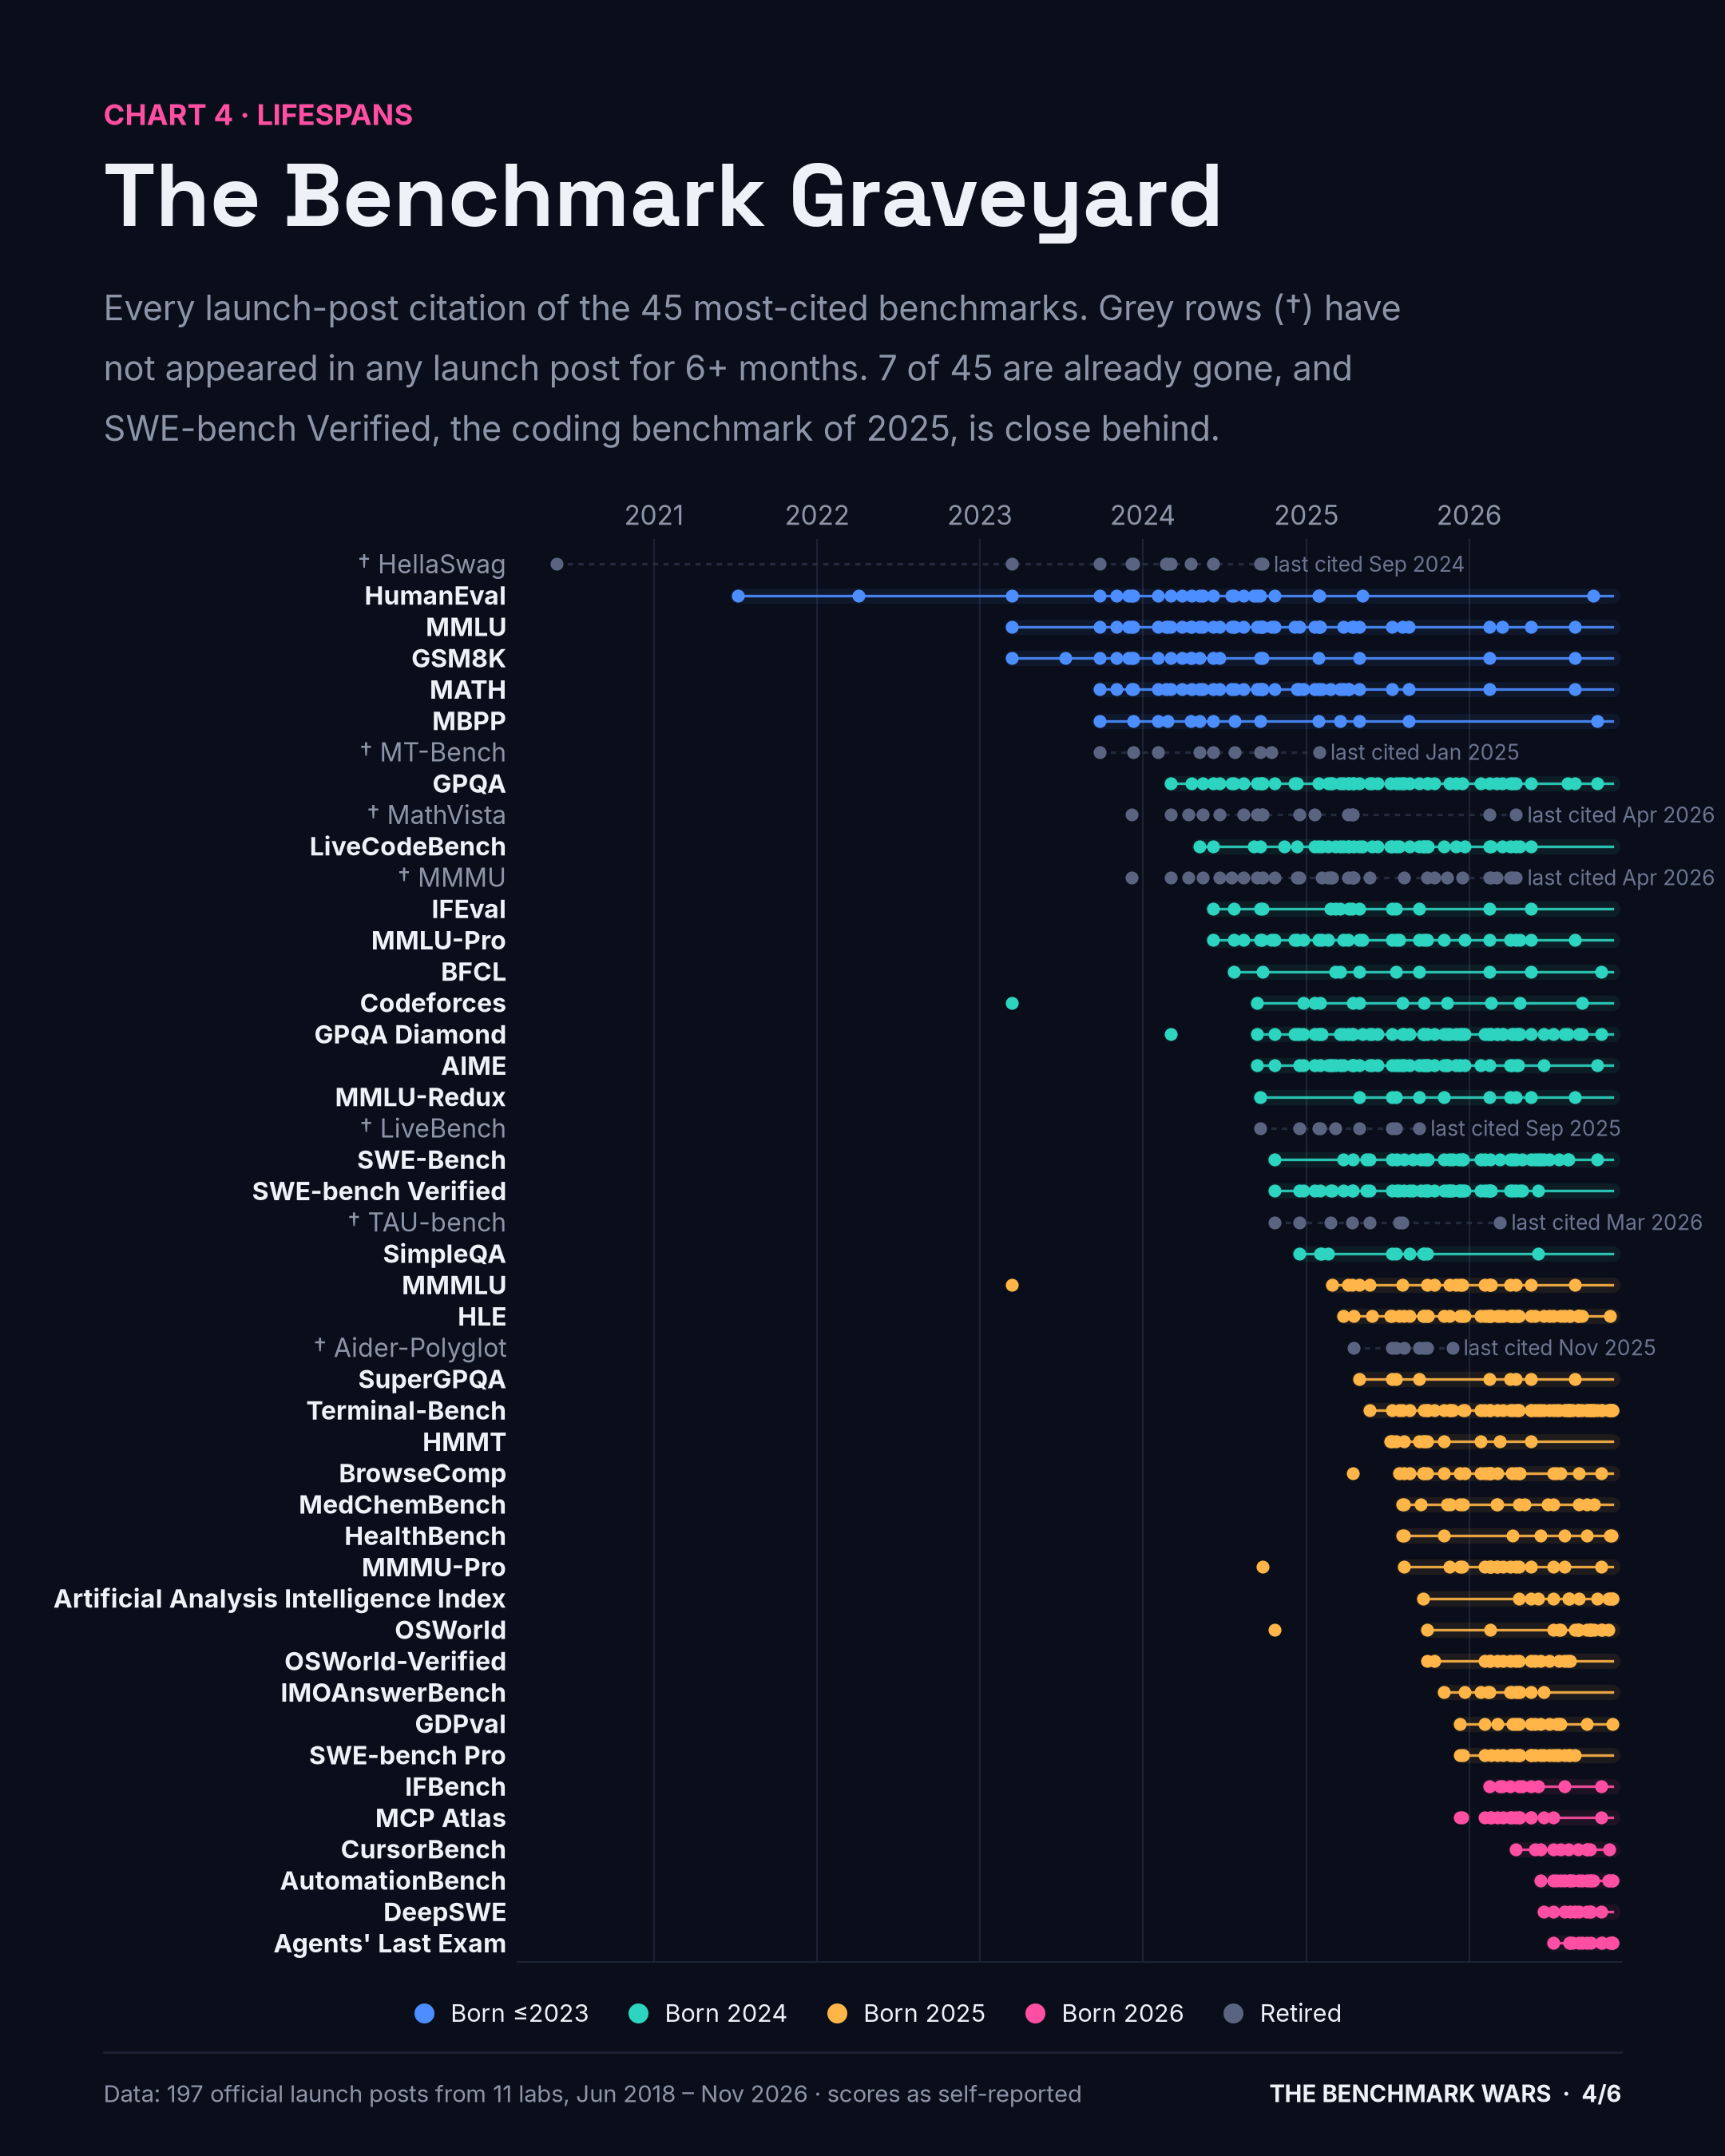 CHART 4 · LIFESPANS
The Benchmark Graveyard
Every launch-post citation of the 45 most-cited benchmarks. Grey rows (†) have
not appeared in any launch post for 6+ months. 7 of 45 are already gone, and
SWE-bench Verified, the coding benchmark of 2025, is close behind.
2021 2022 2023 2024 2025 2026
† HellaSwag last cited Sep 2024
HumanEval
MMLU
GSM8K
MATH
MBPP
† MT-Bench last cited Jan 2025
GPQA
† MathVista last cited Apr 2026
LiveCodeBench
† MMMU last cited Apr 2026
IFEval
MMLU-Pro
BFCL
Codeforces
GPQA Diamond
AIME
MMLU-Redux
† LiveBench last cited Sep 2025
SWE-Bench
SWE-bench Verified
† TAU-bench last cited Mar 2026
SimpleQA
MMMLU
HLE
† Aider-Polyglot last cited Nov 2025
SuperGPQA
Terminal-Bench
HMMT
BrowseComp
MedChemBench
HealthBench
MMMU-Pro
Artificial Analysis Intelligence Index
OSWorld
OSWorld-Verified
IMOAnswerBench
GDPval
SWE-bench Pro
IFBench
MCP Atlas
CursorBench
AutomationBench
DeepSWE
Agents' Last Exam
Born ≤2023 Born 2024 Born 2025 Born 2026 Retired
Data: 197 official launch posts from 11 labs, Jun 2018 – Nov 2026 · scores as self-reported
THE BENCHMARK WARS · 4/6